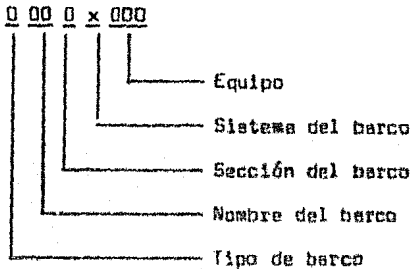 0 00 0 x 000
Equipo
Sistema del barco
Sección del barco
Nombre del barco
Tipo de barco